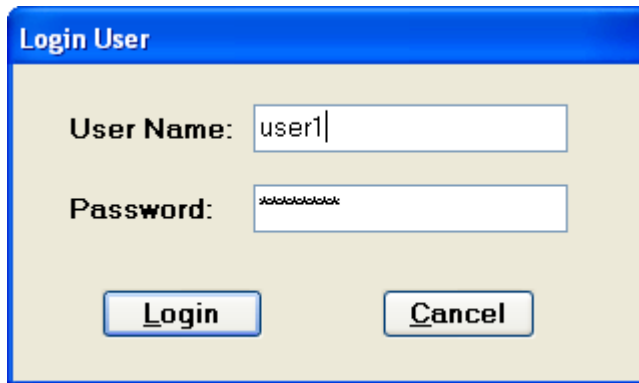 Login User
User Name: user1
Password: *********
Login Cancel